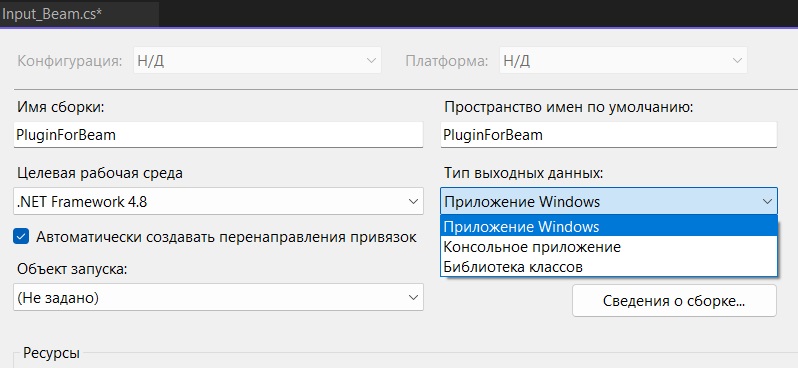 Input_Beam.cs*
Конфигурация: Н/Д Платформа: Н/Д
Имя сборки: Пространство имен по умолчанию:
PluginForBeam PluginForBeam
Целевая рабочая среда Тип выходных данных:
.NET Framework 4.8 Приложение Windows
Автоматически создавать перенаправления привязок Приложение Windows
Консольное приложение
Объект запуска: Библиотека классов
(Не задано) Сведения о сборке...
Ресурсы